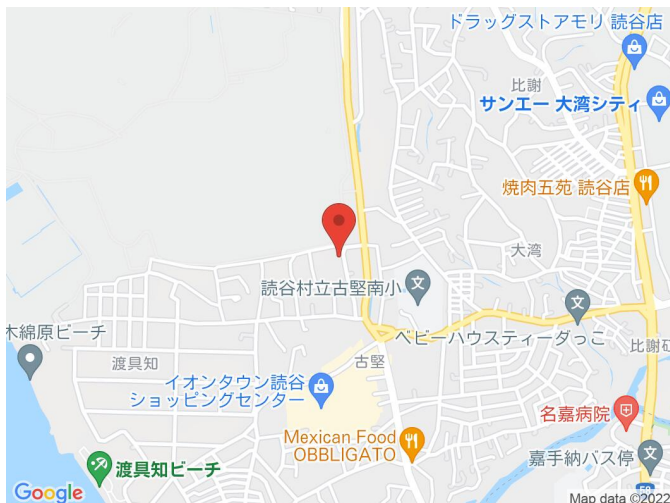 ドラッグストアモリ 読谷店
比謝
サンエー 大湾シティ
焼肉五苑 読谷店
大湾
読谷村立古堅南小
文
文
木綿原ビーチ
ベビーハウスティーダっこ
比謝矼
渡具知
古堅
イオンタウン読谷
ショッピングセンター
名嘉病院
Mexican Food
OBBLIGATO
渡具知ビーチ
嘉手納バス停
文
Google
58
Map data ©2022